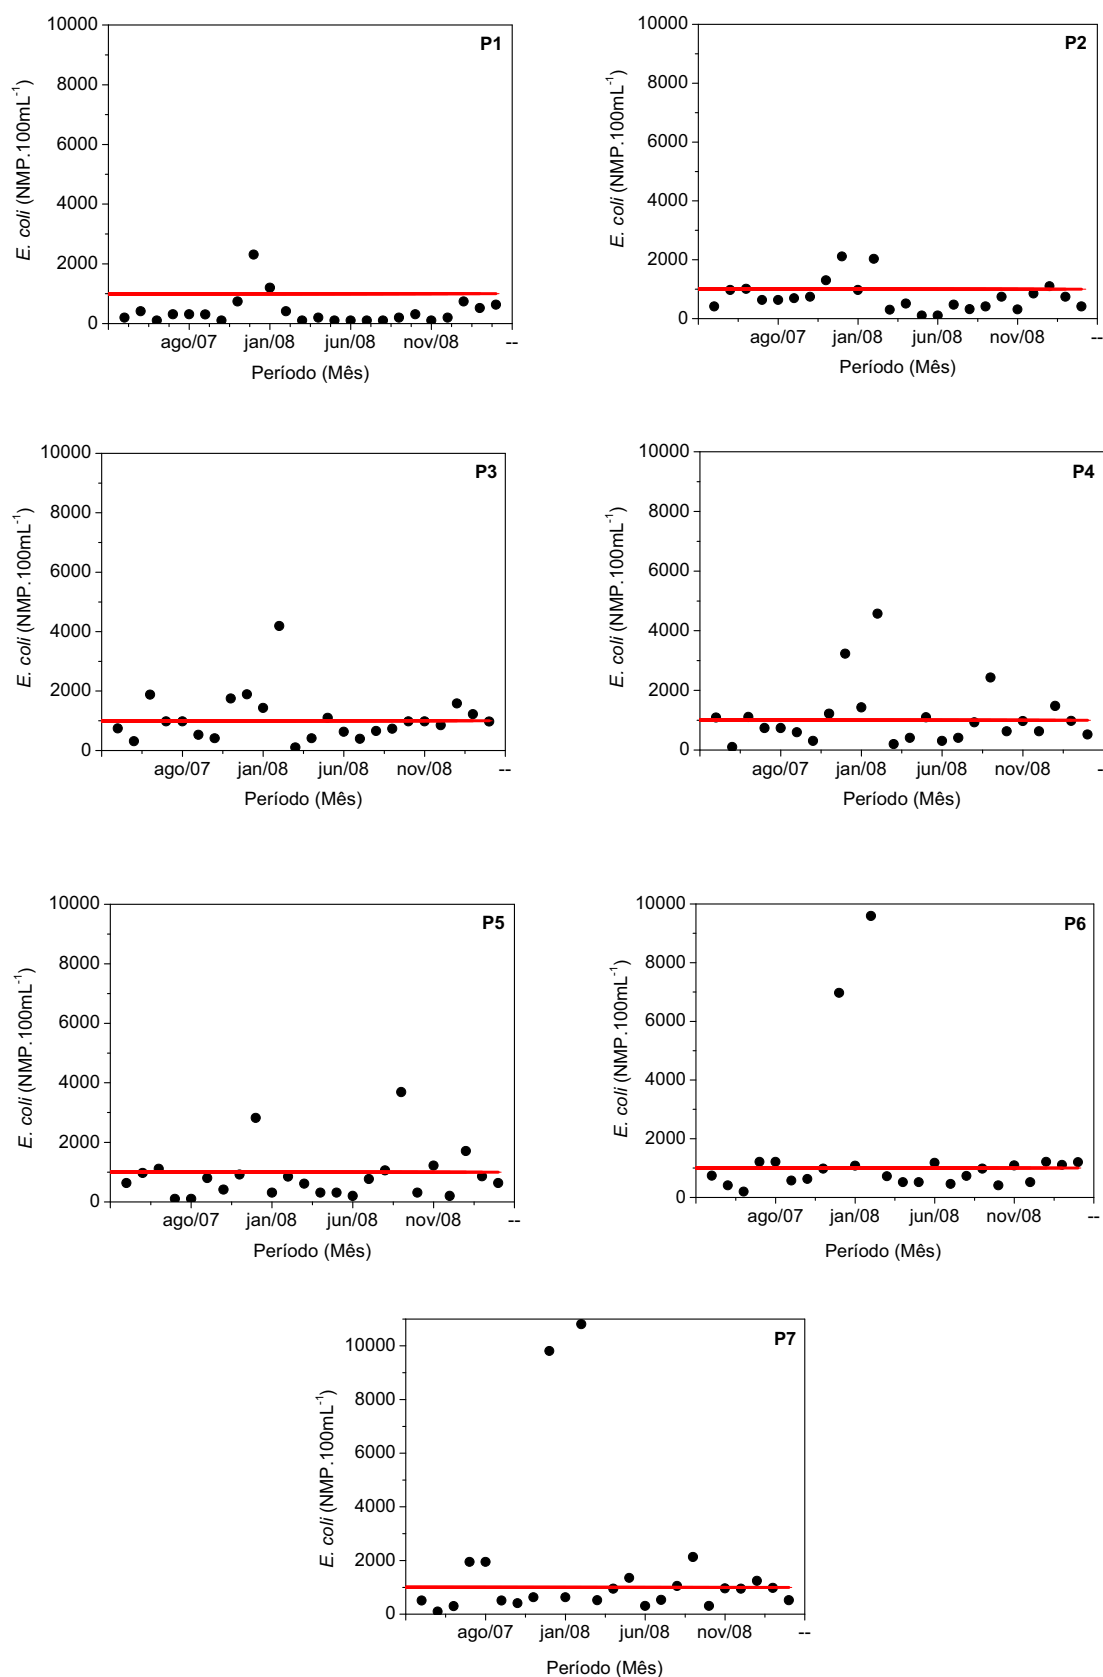 P1
10000
8000
6000
4000
2000
0
E. coli (NMP.100mL-1)
ago/07 jan/08 jun/08 nov/08 --
Período (Mês)
P2
10000
8000
6000
4000
2000
0
E. coli (NMP.100mL-1)
ago/07 jan/08 jun/08 nov/08 --
Período (Mês)
P3
10000
8000
6000
4000
2000
0
E. coli (NMP.100mL-1)
ago/07 jan/08 jun/08 nov/08 --
Período (Mês)
P4
10000
8000
6000
4000
2000
0
E. coli (NMP.100mL-1)
ago/07 jan/08 jun/08 nov/08 --
Período (Mês)
P5
10000
8000
6000
4000
2000
0
E. coli (NMP.100mL-1)
ago/07 jan/08 jun/08 nov/08 --
Período (Mês)
P6
10000
8000
6000
4000
2000
0
E. coli (NMP.100mL-1)
ago/07 jan/08 jun/08 nov/08 --
Período (Mês)
P7
10000
8000
6000
4000
2000
0
E. coli (NMP.100mL-1)
ago/07 jan/08 jun/08 nov/08 --
Período (Mês)